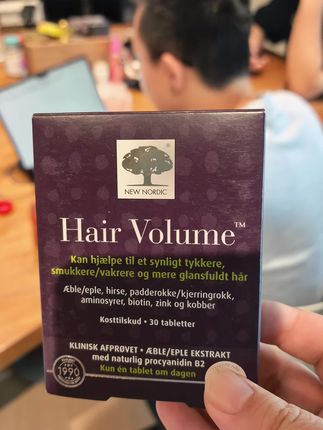 NEW NORDIC
Hair Volume™
Kan hjælpe til et synligt tykkere,
smukkere/vakrere og mere glansfuldt hår
Æble/eple, hirse, padderokke/kjerringrokk,
aminosyrer, biotin, zink og kobber
Kosttilskud • 30 tabletter
KLINISK AFPRØVET • ÆBLE/EPLE EKSTRAKT
med naturlig procyanidin B2
Kun én tablet om dagen
1990